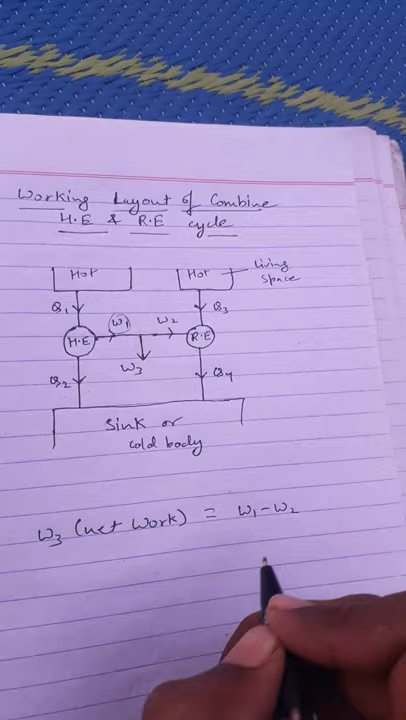 Working Layout of Combine
H.E & R.E cycle
Hot
Hot
Living
space
Q1
W1
W2
Q3
H.E
R.E
W3
Q2
Q4
Sink or
cold body
W3 (net work) = W1-W2